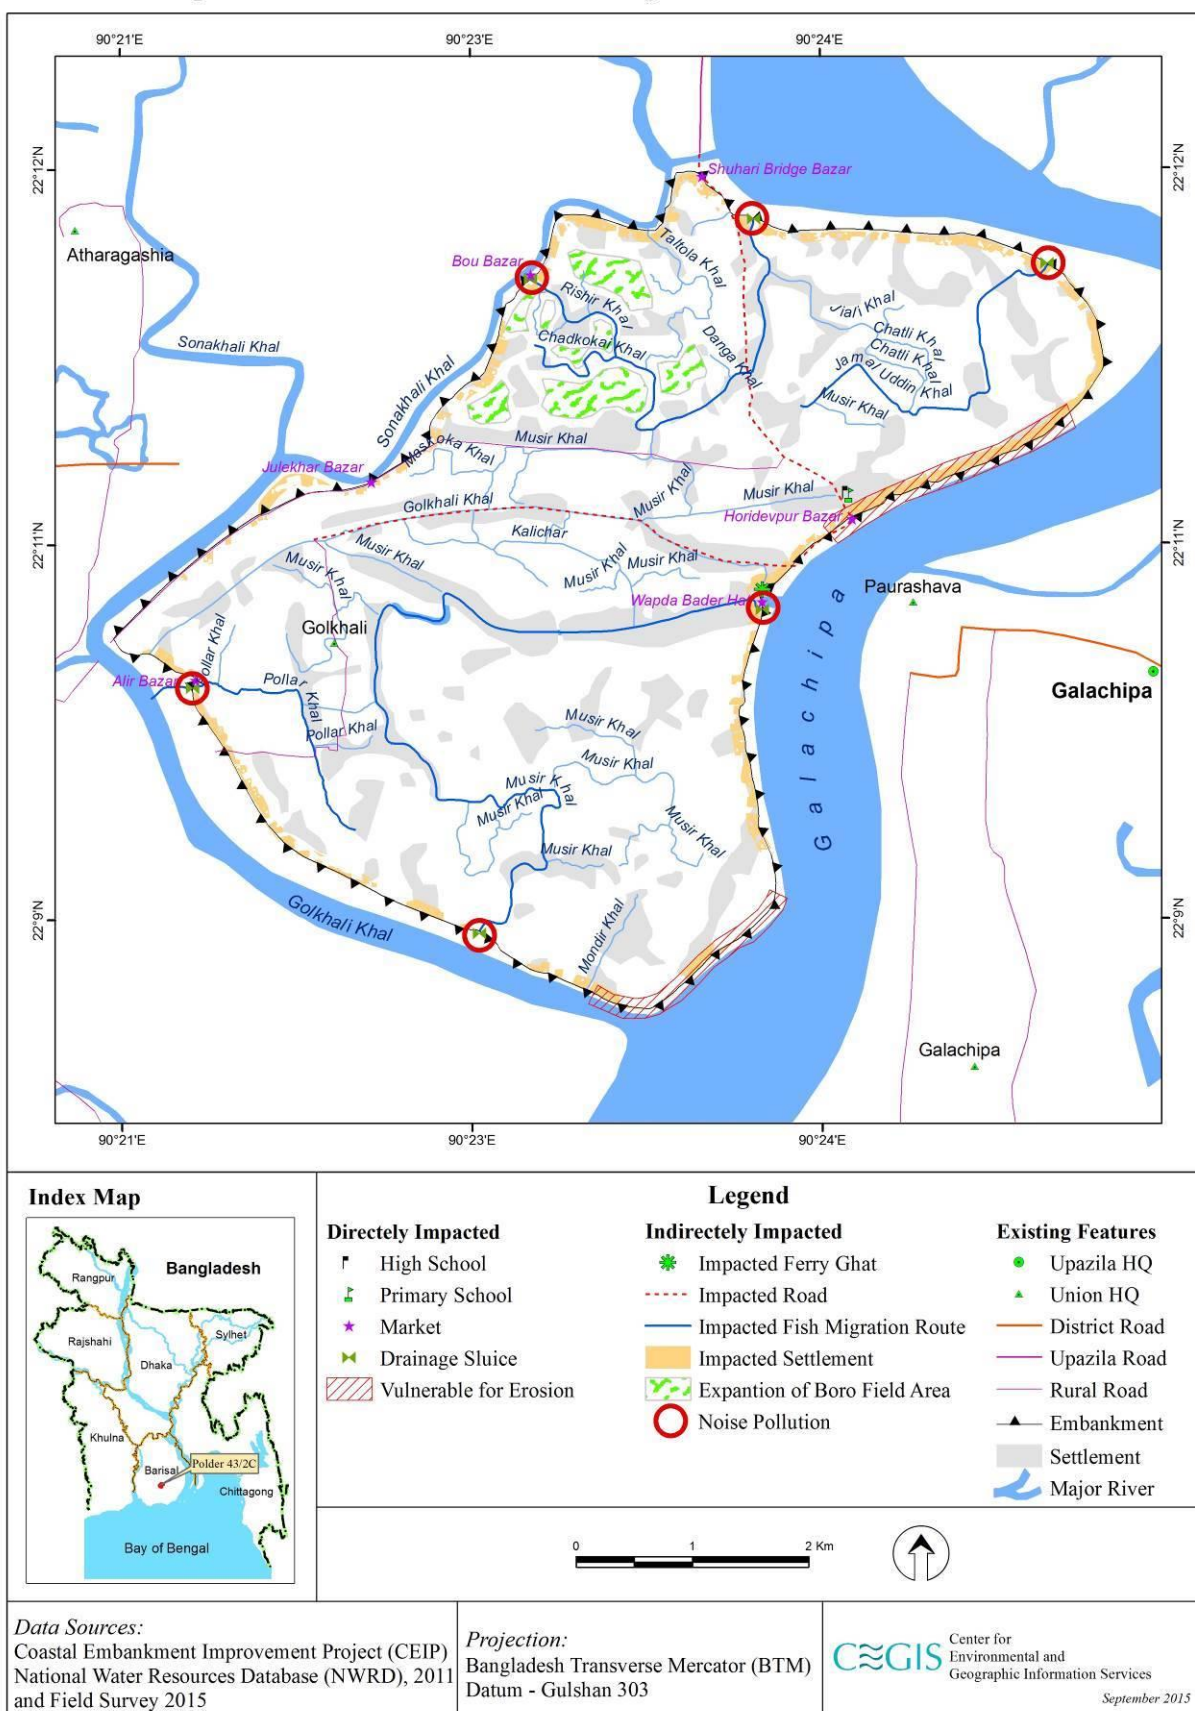 90°21'E
90°23'E
90°24'E
22°12'N
22°12'N
Shuhari Bridge Bazar
Atharagashia
Taltola Khal
Bou Bazar
Rishir Khal
Jiali Khal
Sonakhali Khal
Chadkokai Khal
Danga Khal
Chatli Khal
Chatli Khal
Jamal Uddin Khal
Sonakhali Khal
Musir Khal
Musir Khal
Maskoka Khal
Julekhar Bazar
Musir Khal
Musir Khal
Golkhali Khal
Horidevpur Bazar
Kalichar
22°11'N
22°11'N
Musir Khal
Musir Khal
Musir Khal
Musir Khal
Paurashava
Wapda Bader Hat
Golkhali
Pollar Khal
Alir Bazar
Pollar Khal
Galachipa
Galachipa
Pollar Khal
Musir Khal
Musir Khal
Musir Khal
Musir Khal
Musir Khal
Musir Khal
Golkhali Khal
Mondir Khal
22°9'N
22°9'N
Galachipa
90°21'E
90°23'E
90°24'E
Index Map
Bangladesh
Rangpur
Rajshahi
Sylhet
Dhaka
Khulna
Barisal
Polder 43/2C
Chittagong
Bay of Bengal
Legend
Directely Impacted
High School
Primary School
Market
Drainage Sluice
Vulnerable for Erosion
Indirectely Impacted
Impacted Ferry Ghat
Impacted Road
Impacted Fish Migration Route
Impacted Settlement
Expantion of Boro Field Area
Noise Pollution
Existing Features
Upazila HQ
Union HQ
District Road
Upazila Road
Rural Road
Embankment
Settlement
Major River
0 1 2 Km
Data Sources:
Coastal Embankment Improvement Project (CEIP)
National Water Resources Database (NWRD), 2011
and Field Survey 2015
Projection:
Bangladesh Transverse Mercator (BTM)
Datum - Gulshan 303
CEGIS
Center for
Environmental and
Geographic Information Services
September 2015